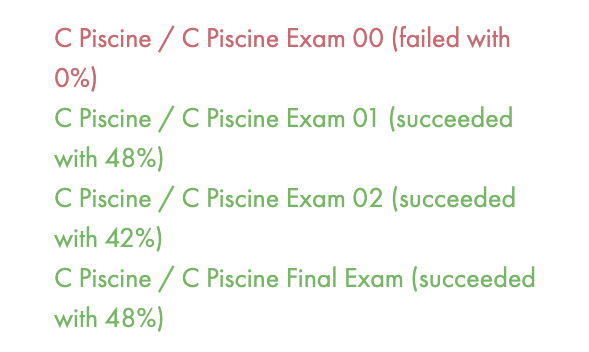 C Piscine / C Piscine Exam 00 (failed with
0%)
C Piscine / C Piscine Exam 01 (succeeded
with 48%)
C Piscine / C Piscine Exam 02 (succeeded
with 42%)
C Piscine / C Piscine Final Exam (succeeded
with 48%)